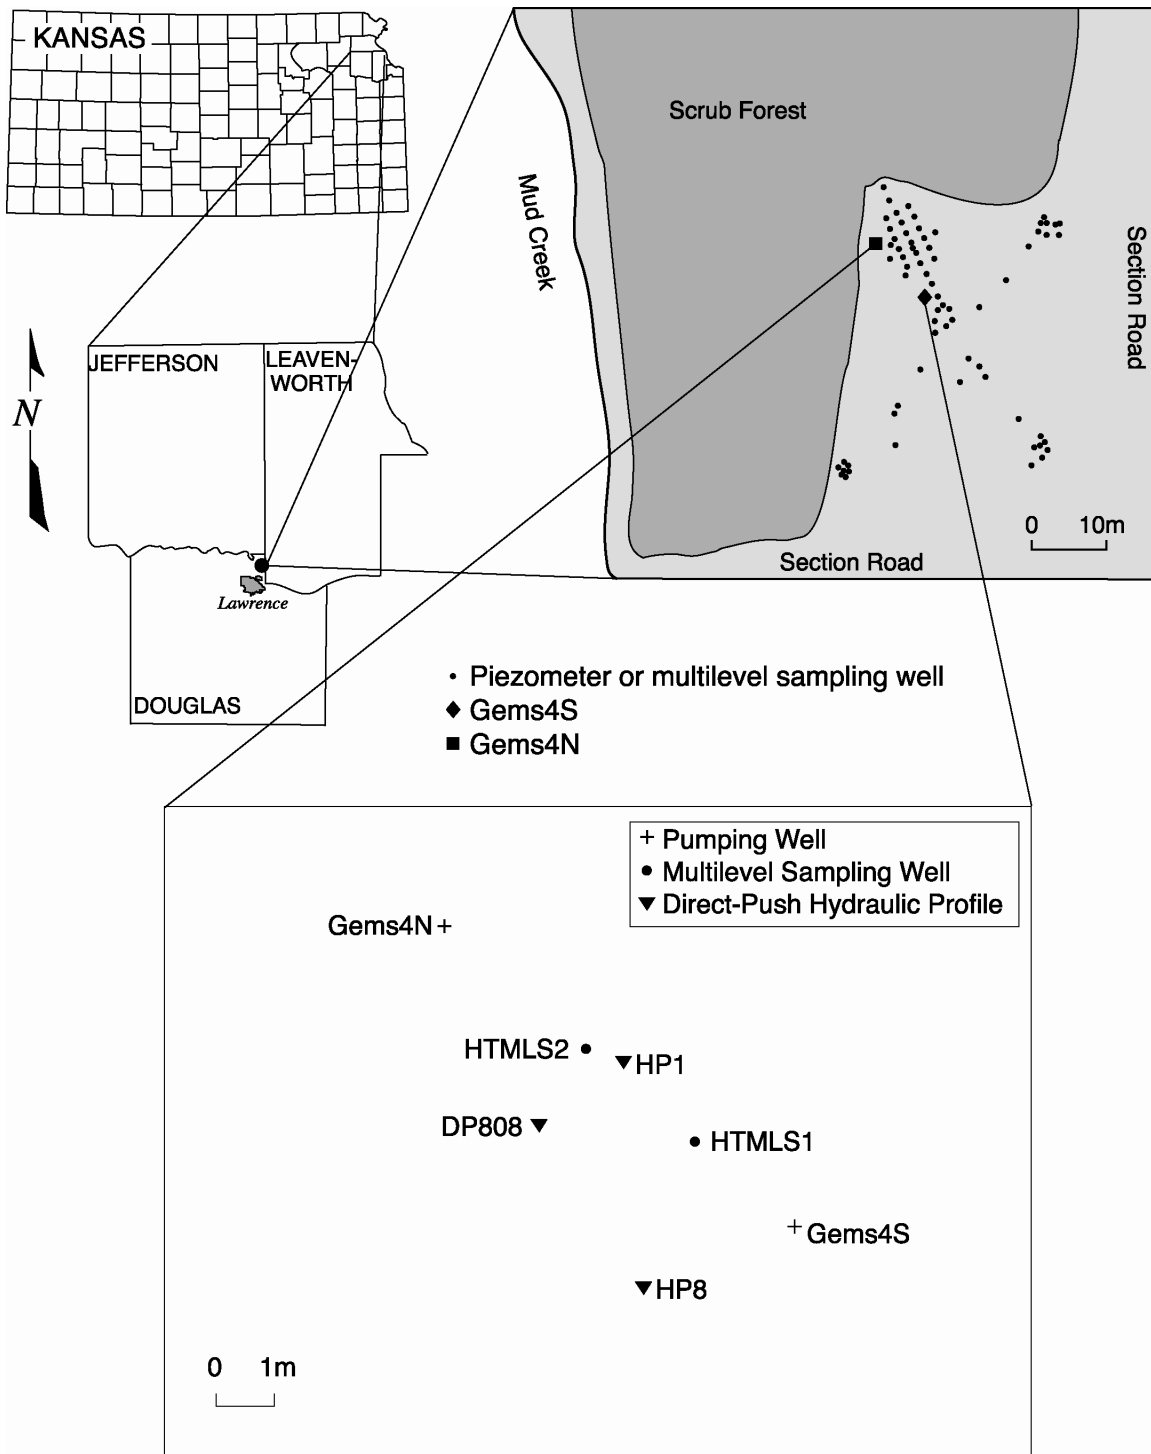 KANSAS
Scrub Forest
Mud Creek
Section Road
JEFFERSON
LEAVEN-
WORTH
N
0 10m
Section Road
Lawrence
DOUGLAS
Piezometer or multilevel sampling well
Gems4S
Gems4N
Pumping Well
Multilevel Sampling Well
Direct-Push Hydraulic Profile
Gems4N
HTMLS2
HP1
DP808
HTMLS1
Gems4S
HP8
0 1m